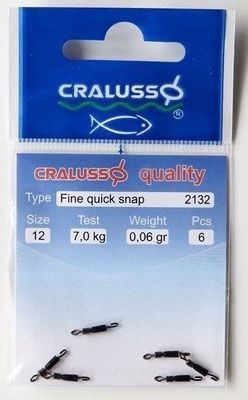 CRALUSSO
®
CRALUSSO quality
Type Fine quick snap 2132
Size Test Weight Pcs
12 7,0 kg 0,06 gr 6